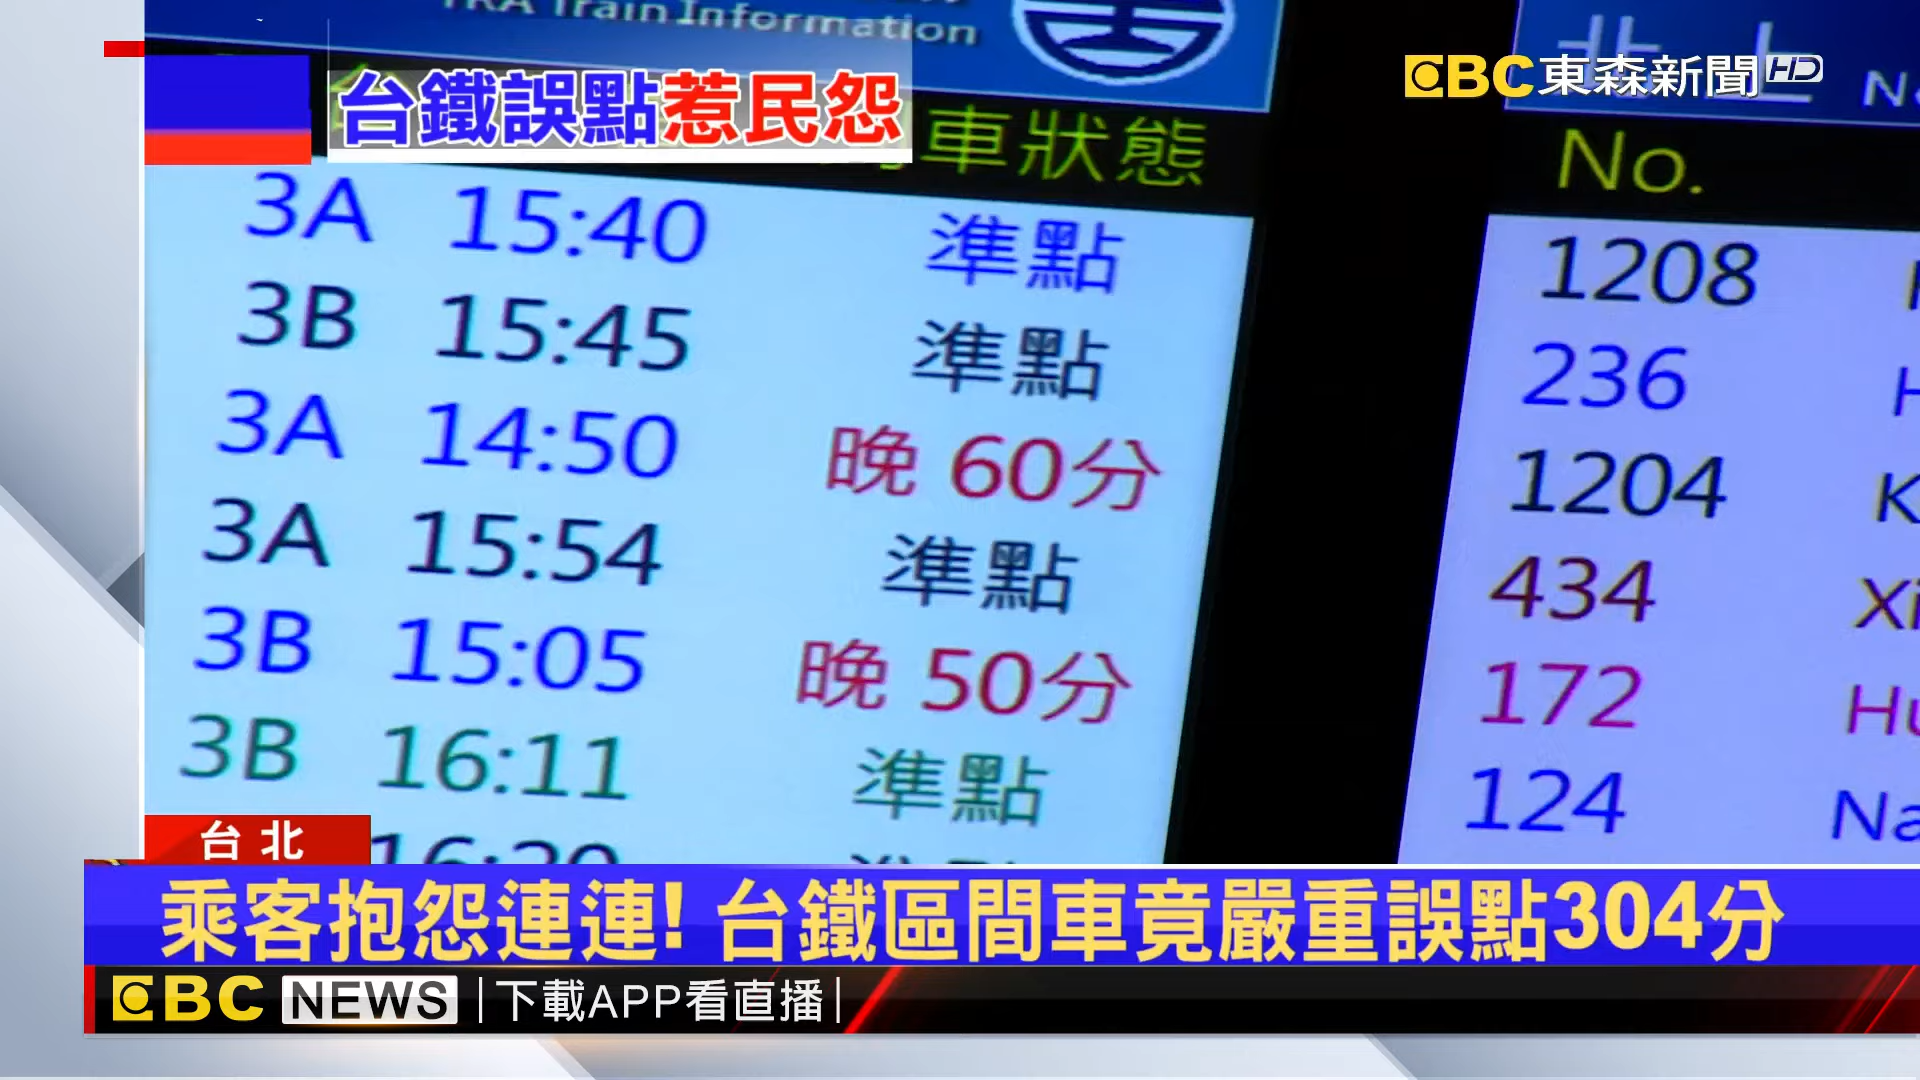 TRA Train Information
台鐵誤點惹民怨
EBC東森新聞HD
北上
車狀態
No.
3A 15:40 準點
3B 15:45 準點
3A 14:50 晚 60分
3A 15:54 準點
3B 15:05 晚 50分
3B 16:11 準點
1208
236
1204 K
434 Xi
172 Hu
124 Na
台北
乘客抱怨連連! 台鐵區間車竟嚴重誤點304分
EBC NEWS |下載APP看直播|